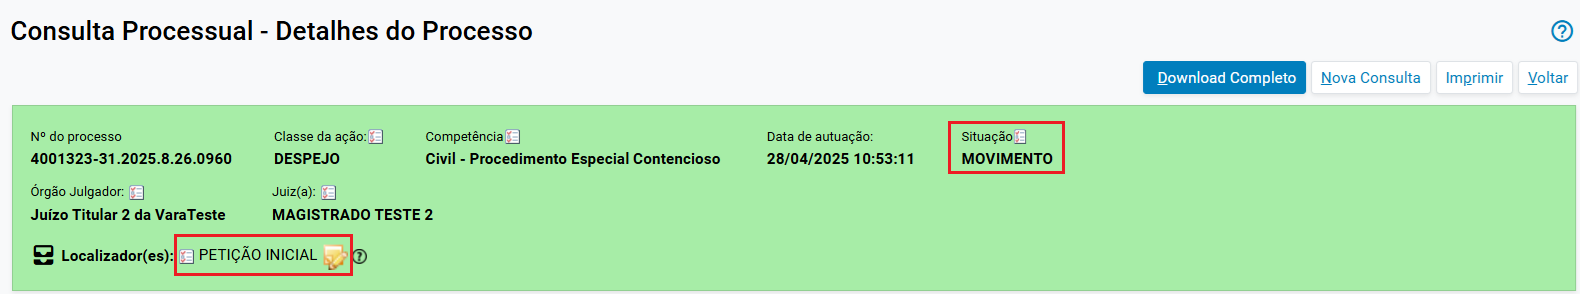 Consulta Processual - Detalhes do Processo
Download Completo Nova Consulta Imprimir Voltar
Nº do processo Classe da ação: Competência Data de autuação: Situação
4001323-31.2025.8.26.0960 DESPEJO Civil - Procedimento Especial Contencioso 28/04/2025 10:53:11 MOVIMENTO
Órgão Julgador: Juiz(a):
Juízo Titular 2 da VaraTeste MAGISTRADO TESTE 2
Localizador(es): PETIÇÃO INICIAL